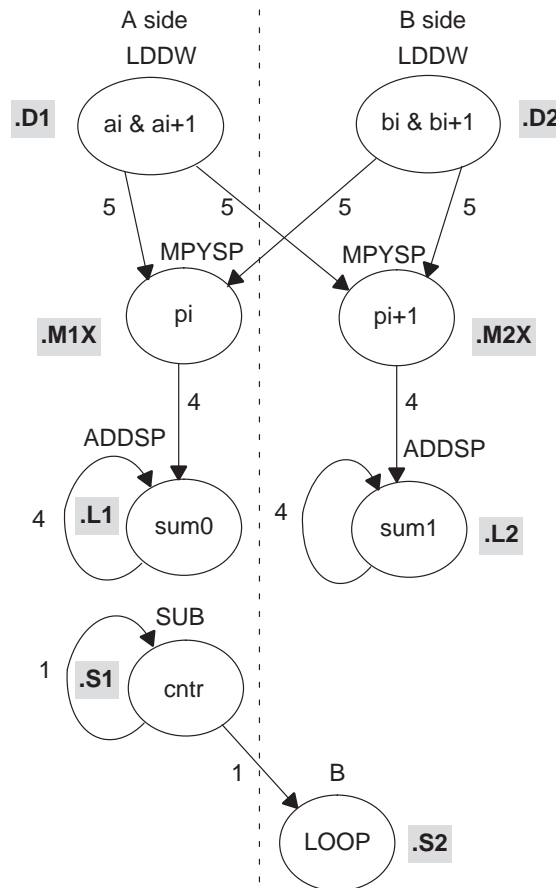 A side B side
LDDW LDDW
.D1 ai & ai+1 bi & bi+1 .D2
5 5 5 5
MPYSP MPYSP
.M1X pi pi+1 .M2X
4 4
ADDSP ADDSP
4 .L1 sum0 4 sum1 .L2
SUB
1 .S1 cntr
1 B
LOOP .S2